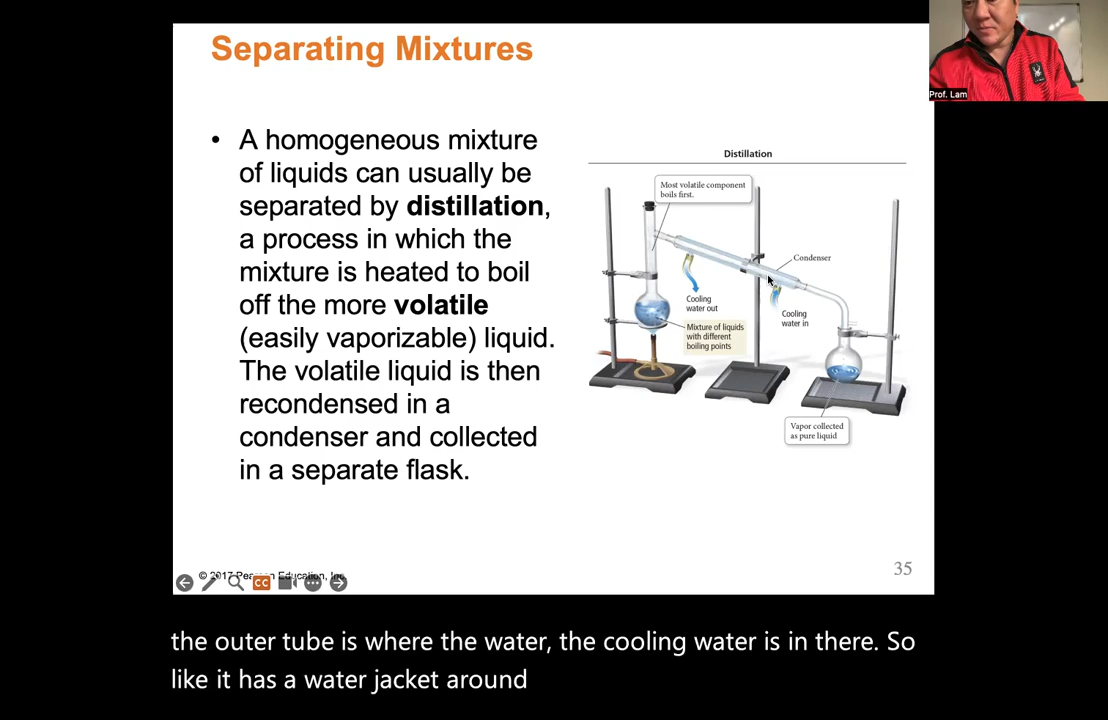 Separating Mixtures
Prof. Lam
• A homogeneous mixture
of liquids can usually be
separated by distillation,
a process in which the
mixture is heated to boil
off the more volatile
(easily vaporizable) liquid.
The volatile liquid is then
recondensed in a
condenser and collected
in a separate flask.
Distillation
Most volatile component
boils first.
Condenser
Cooling
water out
Cooling
water in
Mixture of liquids
with different
boiling points
Vapor collected
as pure liquid
© 2017 Pearson Education, Inc.
CC
35
the outer tube is where the water, the cooling water is in there. So
like it has a water jacket around